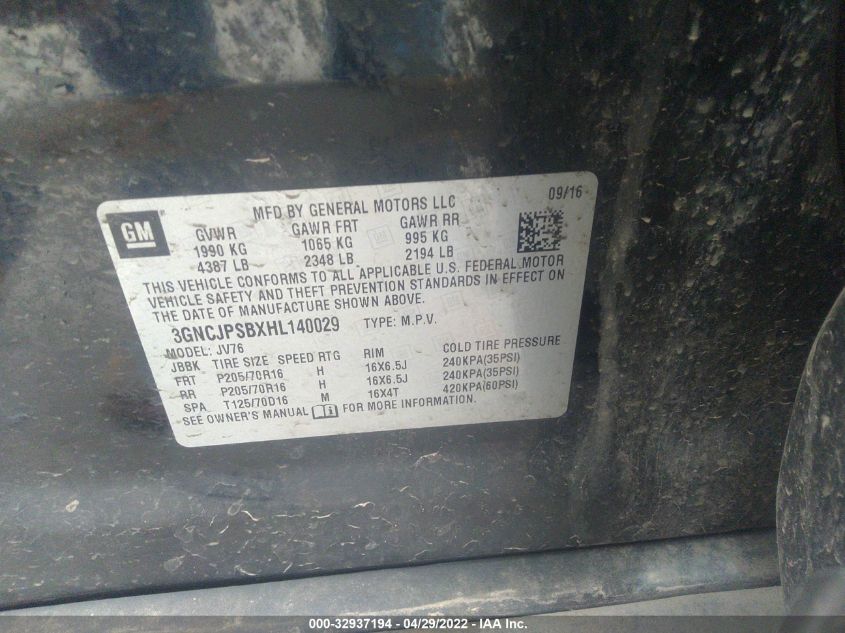 MFD BY GENERAL MOTORS LLC 09/16
GM
GVWR GAWR FRT GAWR RR
1990 KG 1065 KG 995 KG
4387 LB 2348 LB 2194 LB
THIS VEHICLE CONFORMS TO ALL APPLICABLE U.S. FEDERAL MOTOR
VEHICLE SAFETY AND THEFT PREVENTION STANDARDS IN EFFECT ON
THE DATE OF MANUFACTURE SHOWN ABOVE.
3GNCJPSBXHL140029 TYPE: M.P.V.
MODEL: JV76
JBBK TIRE SIZE SPEED RTG RIM COLD TIRE PRESSURE
FRT P205/70R16 H 16X6.5J 240KPA(35PSI)
RR P205/70R16 H 16X6.5J 240KPA(35PSI)
SPA T125/70D16 M 16X4T 420KPA(60PSI)
SEE OWNER'S MANUAL FOR MORE INFORMATION.
000-32937194 - 04/29/2022 - IAA Inc.